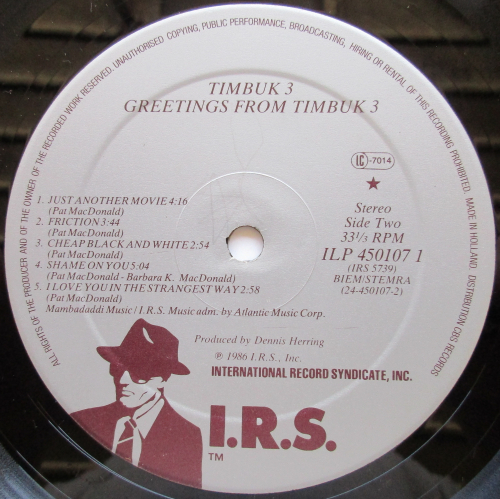 ALL RIGHTS OF THE PRODUCER AND OF THE OWNER OF THE RECORDED WORK RESERVED. UNAUTHORISED COPYING, PUBLIC PERFORMANCE, BROADCASTING, HIRING OR RENTAL OF THIS RECORDING PROHIBITED. MADE IN HOLLAND. DISTRIBUTION CBS RECORDS
TIMBUK 3
GREETINGS FROM TIMBUK 3
LC-7014
1. JUST ANOTHER MOVIE 4:16
(Pat MacDonald)
2. FRICTION 3:44
(Pat MacDonald)
3. CHEAP BLACK AND WHITE 2:54
(Pat MacDonald)
4. SHAME ON YOU 5:04
(Pat MacDonald - Barbara K. MacDonald)
5. I LOVE YOU IN THE STRANGEST WAY 2:58
(Pat MacDonald)
Mambadaddi Music / I.R.S. Music adm. by Atlantic Music Corp.
Stereo
Side Two
33⅓ RPM
ILP 450107 1
(IRS 5739)
BIEM/STEMRA
(24-450107-2)
Produced by Dennis Herring
℗ 1986 I.R.S., Inc.
INTERNATIONAL RECORD SYNDICATE, INC.
I.R.S.
TM